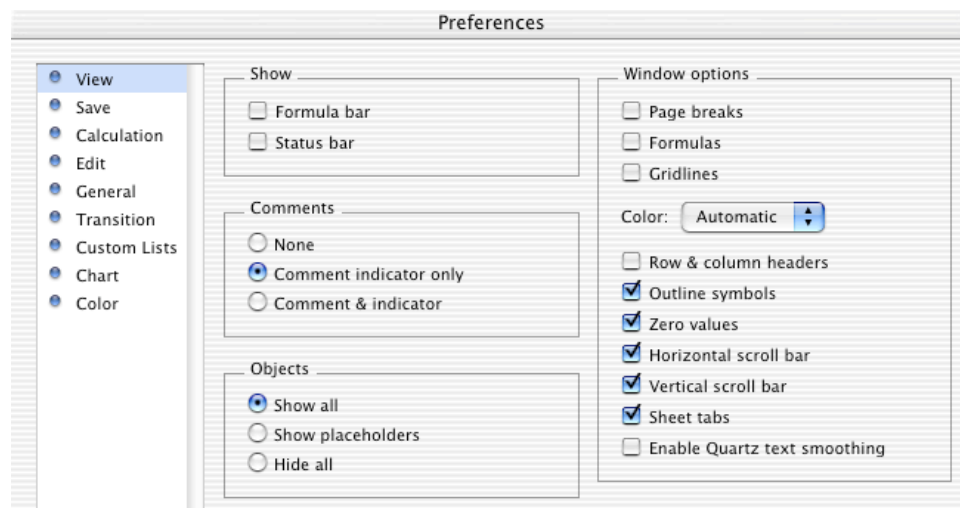 Preferences
View
Save
Calculation
Edit
General
Transition
Custom Lists
Chart
Color
Show
Formula bar
Status bar
Comments
None
Comment indicator only
Comment & indicator
Objects
Show all
Show placeholders
Hide all
Window options
Page breaks
Formulas
Gridlines
Color: Automatic
Row & column headers
Outline symbols
Zero values
Horizontal scroll bar
Vertical scroll bar
Sheet tabs
Enable Quartz text smoothing